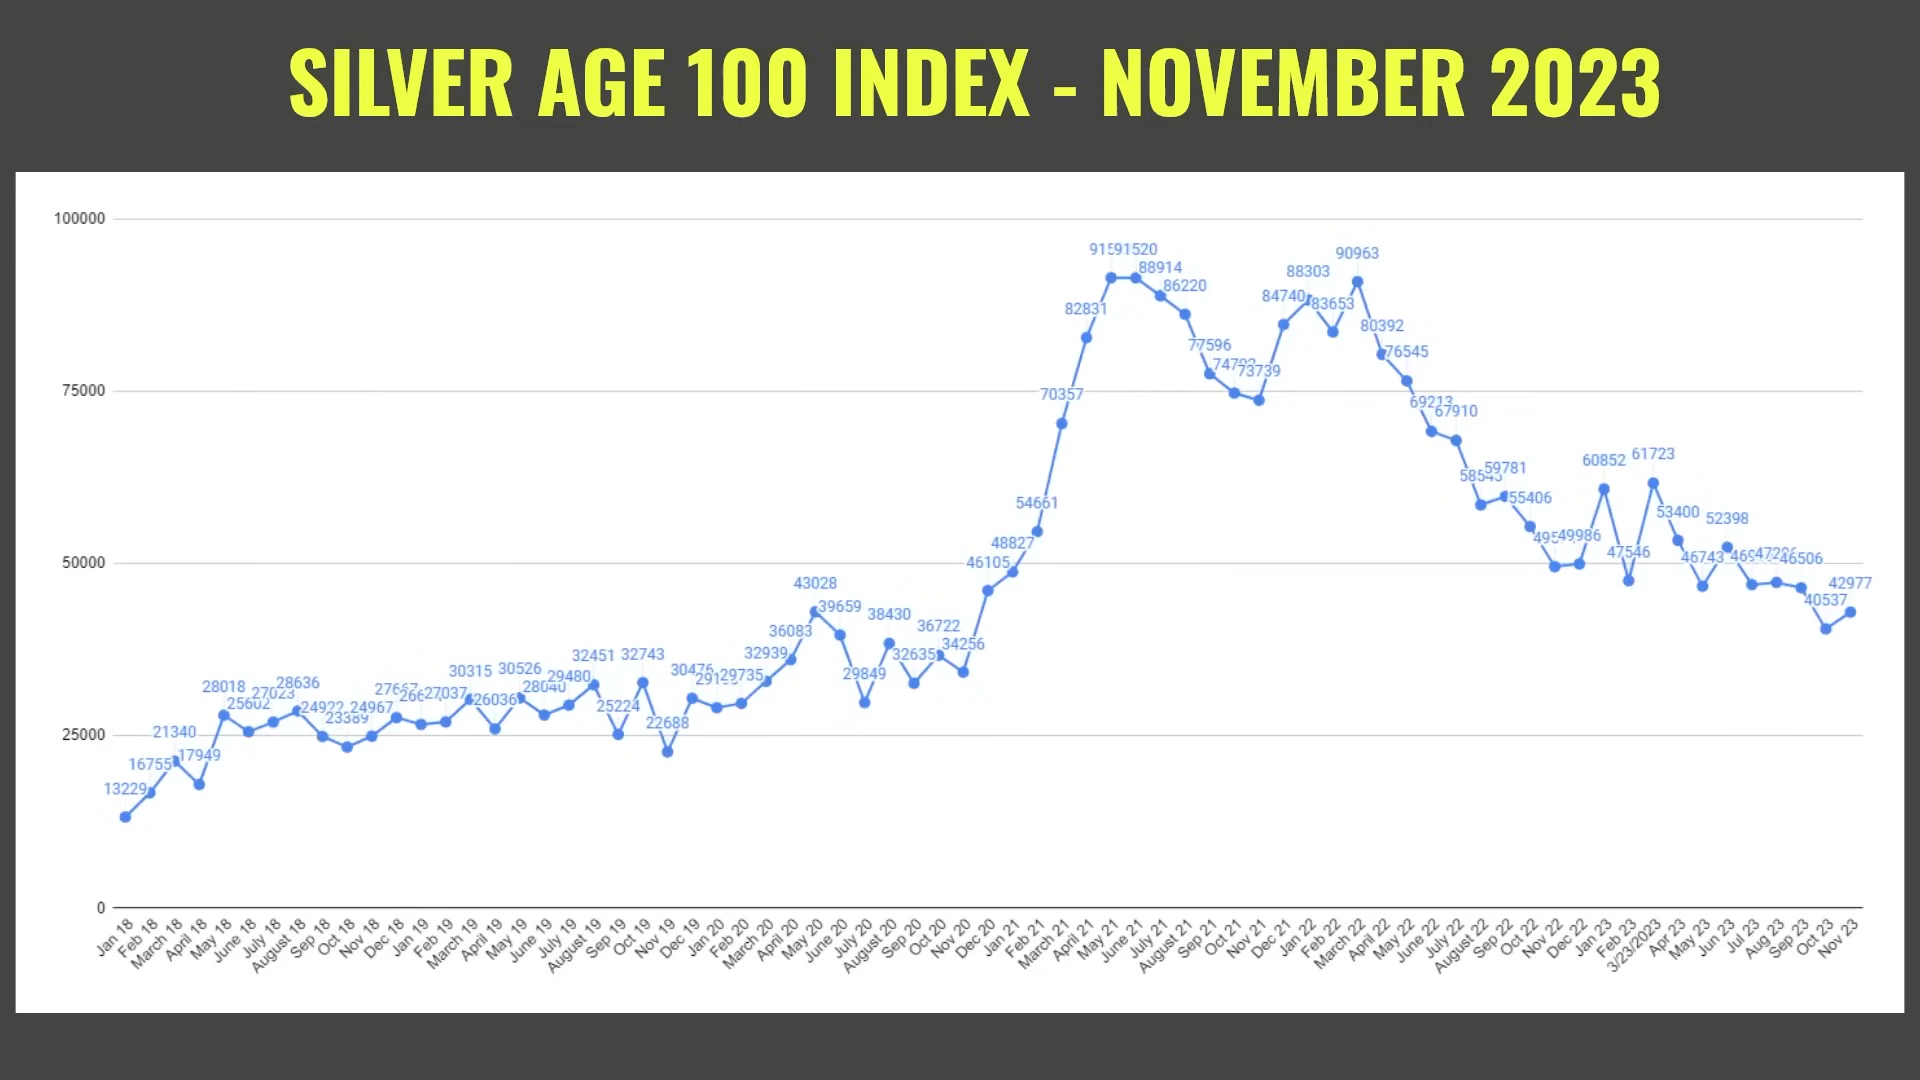 SILVER AGE 100 INDEX - NOVEMBER 2023
100000
75000
50000
25000
0
13229
16755
21340
17949
28018
25602
27023
28636
24922
23389
24967
27037
30315
26036
30526
28040
29480
32451
25224
32743
22688
30476
29735
32939
36083
43028
39659
29849
38430
32635
36722
34256
46105
48827
54661
70357
82831
91520
88914
86220
77596
73739
84740
88303
83653
90963
80392
76545
69213
67910
59781
55406
49986
60852
47546
61723
53400
46743
52398
46506
40537
42977
Jan 18
Feb 18
March 18
April 18
May 18
June 18
July 18
August 18
Sep 18
Oct 18
Nov 18
Dec 18
Jan 19
Feb 19
March 19
April 19
May 19
June 19
July 19
August 19
Sep 19
Oct 19
Nov 19
Dec 19
Jan 20
Feb 20
March 20
April 20
May 20
June 20
July 20
August 20
Sep 20
Oct 20
Nov 20
Dec 20
Jan 21
Feb 21
March 21
April 21
May 21
June 21
July 21
August 21
Sep 21
Oct 21
Nov 21
Dec 21
Jan 22
Feb 22
March 22
April 22
May 22
June 22
July 22
August 22
Sep 22
Oct 22
Nov 22
Dec 22
Jan 23
Feb 23
3/23/2023
Apr 23
May 23
Jun 23
Jul 23
Aug 23
Sep 23
Oct 23
Nov 23